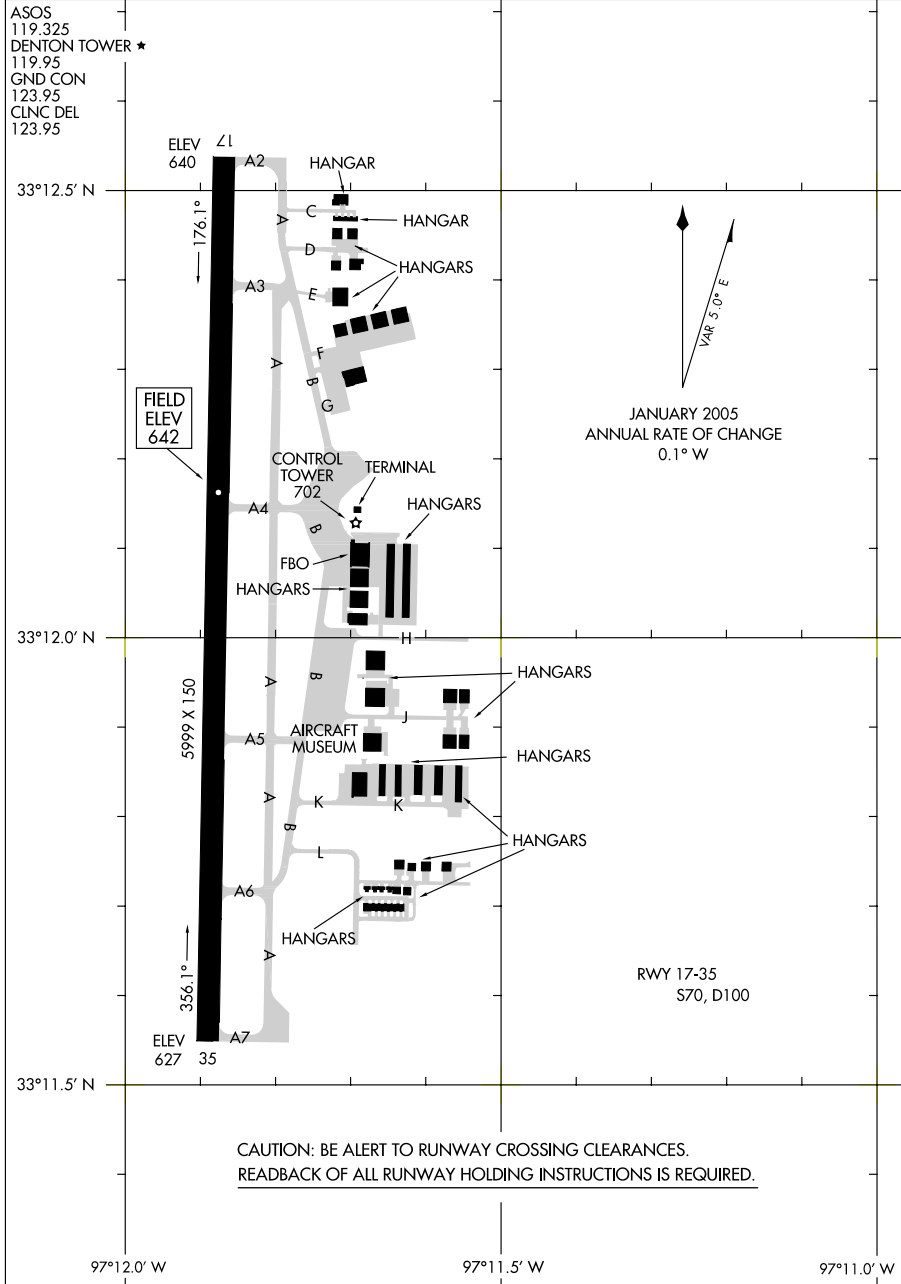 ASOS
119.325
DENTON TOWER ★
119.95
GND CON
123.95
CLNC DEL
123.95
ELEV
640
17
A2
HANGAR
33°12.5' N
C
A
HANGAR
176.1°
D
HANGARS
A3
E
VAR 5.0° E
F
A
B
G
FIELD
ELEV
642
JANUARY 2005
ANNUAL RATE OF CHANGE
0.1° W
CONTROL
TOWER
702
TERMINAL
HANGARS
A4
B
FBO
HANGARS
33°12.0' N
H
A
B
HANGARS
5999 X 150
J
A5
AIRCRAFT
MUSEUM
HANGARS
A
K
K
B
L
HANGARS
A6
HANGARS
A
356.1°
RWY 17-35
S70, D100
A7
ELEV
627
35
33°11.5' N
CAUTION: BE ALERT TO RUNWAY CROSSING CLEARANCES.
READBACK OF ALL RUNWAY HOLDING INSTRUCTIONS IS REQUIRED.
97°12.0' W
97°11.5' W
97°11.0' W